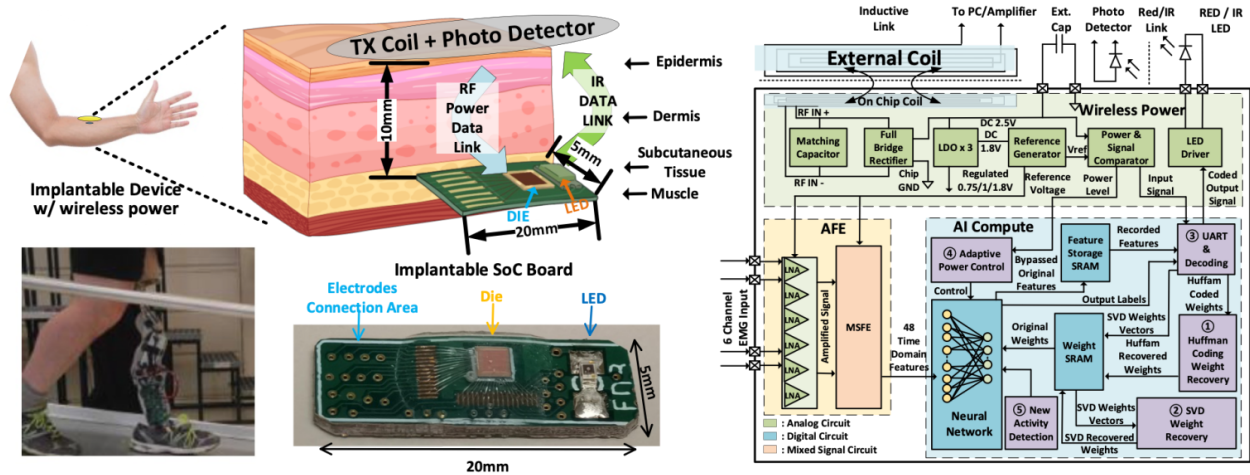 TX Coil + Photo Detector
10mm
RF
Power
Data
Link
IR
DATA
LINK
5mm
DIE
LED
20mm
Epidermis
Dermis
Subcutaneous
Tissue
Muscle
Implantable Device
w/ wireless power
Implantable SoC Board
Electrodes
Connection Area
Die
LED
FNR
5mm
20mm
Inductive
Link
To PC/Amplifier
Ext.
Cap
Photo
Detector
Red/IR
Link
RED / IR
LED
External Coil
On Chip Coil
Wireless Power
RF IN +
RF IN -
Matching
Capacitor
Full
Bridge
Rectifier
Chip
GND
DC 2.5V
DC
1.8V
LDO x 3
Regulated
0.75/1/1.8V
Reference
Generator
Reference
Voltage
Vref
Power &
Signal
Comparator
Power
Level
Input
Signal
LED
Driver
Coded
Output
Signal
AFE
6 Channel
EMG Input
LNA
LNA
LNA
LNA
LNA
LNA
Amplified Signal
MSFE
48
Time
Domain
Features
AI Compute
④ Adaptive
Power Control
Control
Bypassed
Original
Features
Feature
Storage
SRAM
Recorded
Features
③ UART
&
Decoding
Output Labels
Huffam
Coded
Weights
Neural
Network
Original
Weights
Weight
SRAM
SVD Weights
Vectors
Huffam
Recovered
Weights
①
Huffman
Coding
Weight
Recovery
⑤ New
Activity
Detection
SVD Weights
Vectors
SVD Recovered
Weights
② SVD
Weight
Recovery
: Analog Circuit
: Digital Circuit
: Mixed Signal Circuit